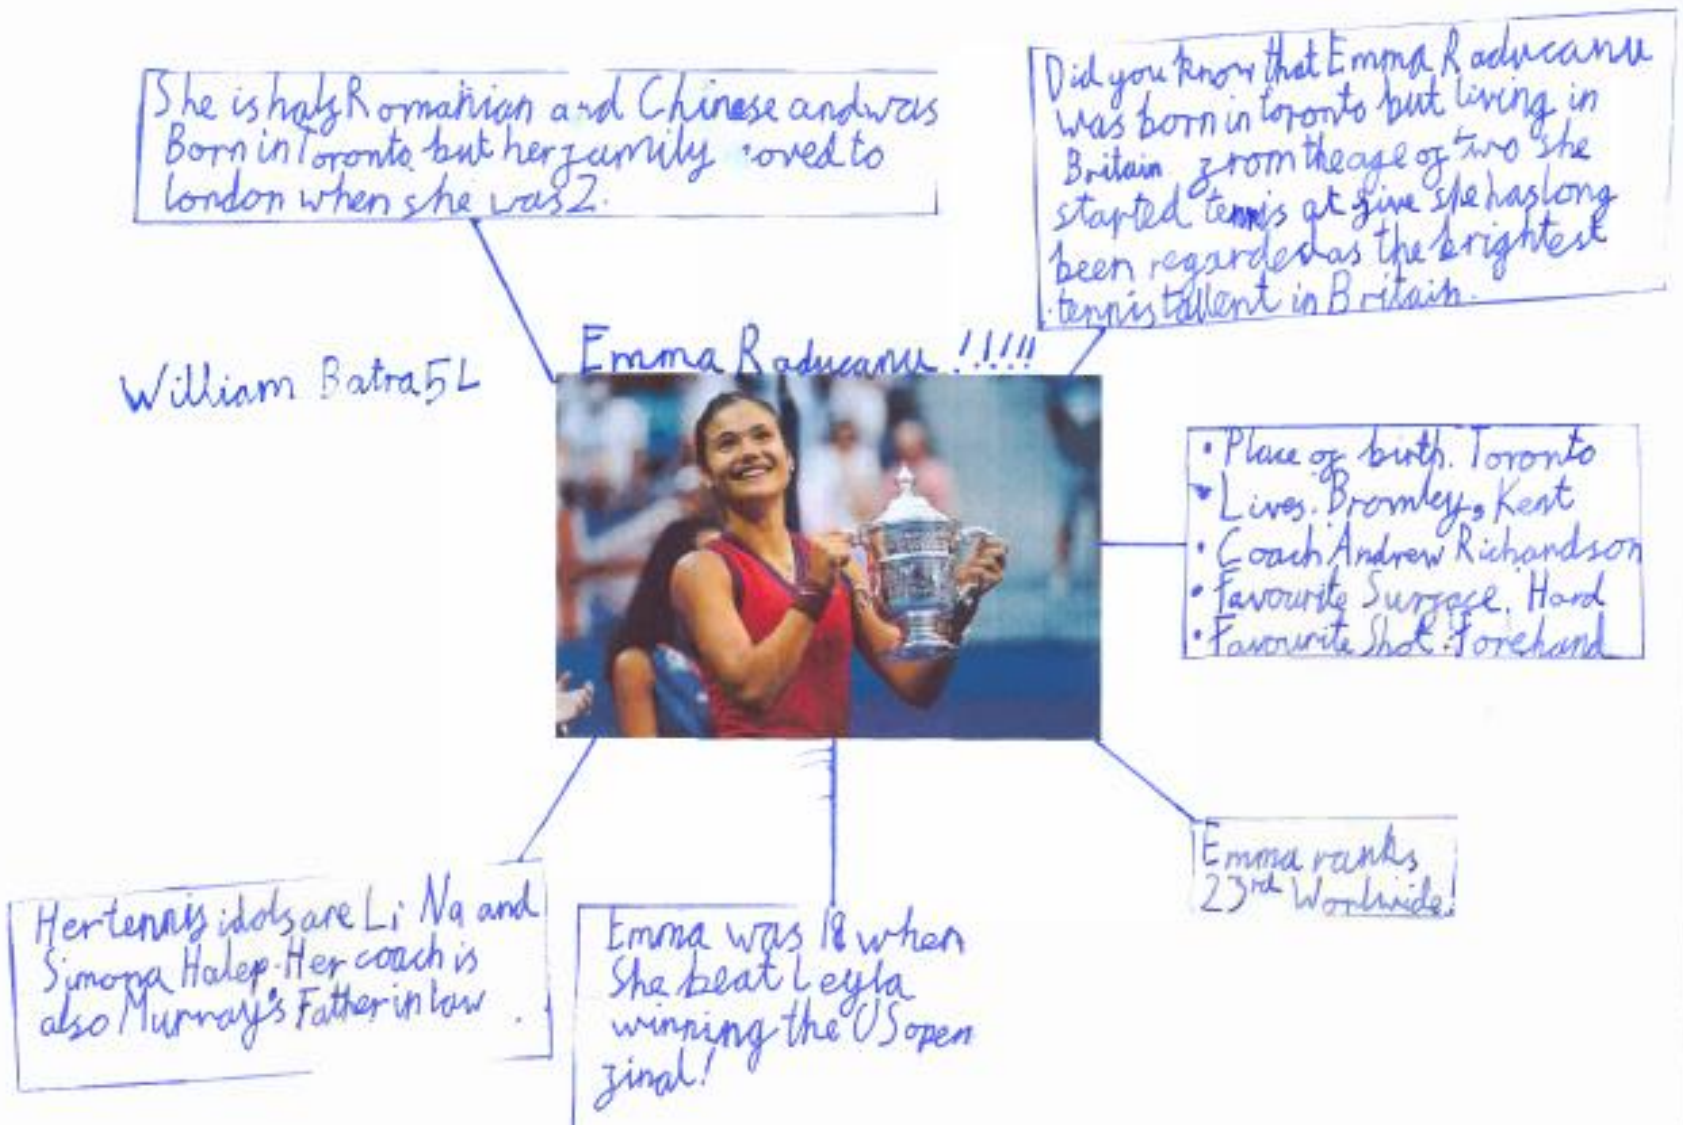 She is half Romanian and Chinese and was
Born in Toronto but her family oved to
london when she was 2.
Did you know that Emma Raducanu
was born in toronto but living in
Britain from the age of two she
started tennis at five she has long
been regarded as the brightest
tennis tallent in Britain.
Emma Raducanu !!!!!
William Batra 5L
• Place of birth. Toronto
• Lives. Bromley, Kent
• Coach Andrew Richardson
• Favourite Surface. Hard
• Favourite Shot. Forehand
Emma ranks
23rd Worlwide!
Her tennis idols are Li Na and
Simona Halep. Her coach is
also Murray's Father in law.
Emma was 18 when
She beat Leyla
winning the US open
final!